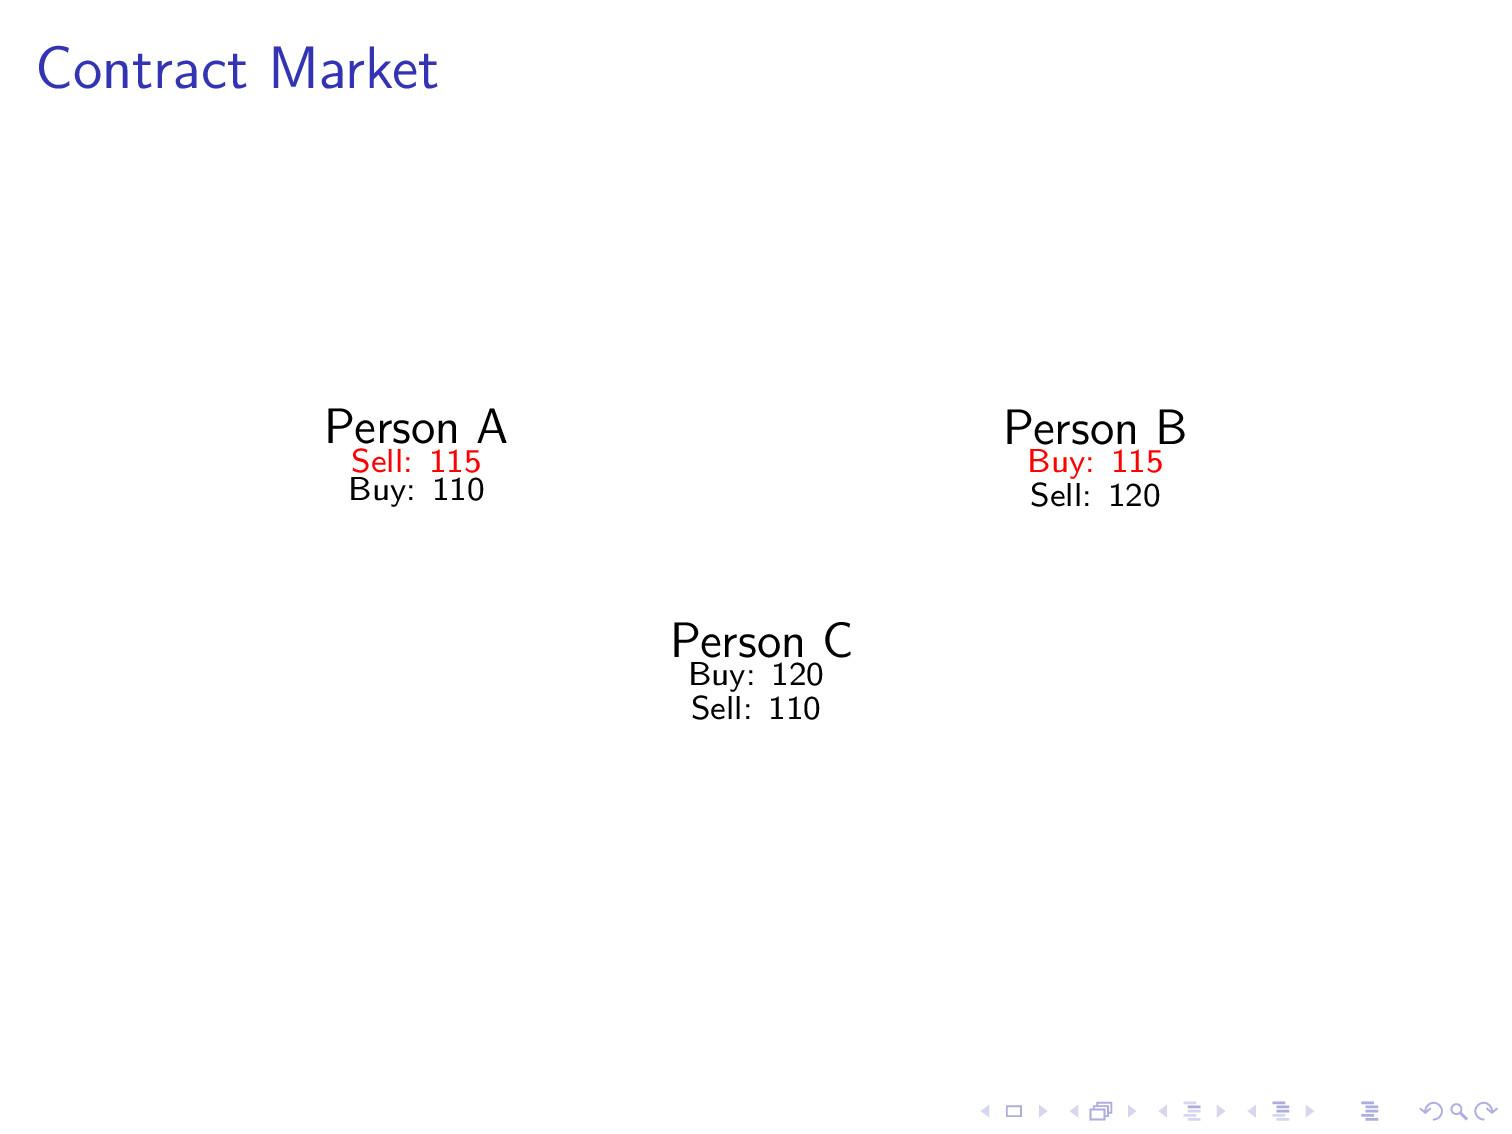 Contract Market
Person A
Sell: 115
Buy: 110
Person B
Buy: 115
Sell: 120
Person C
Buy: 120
Sell: 110